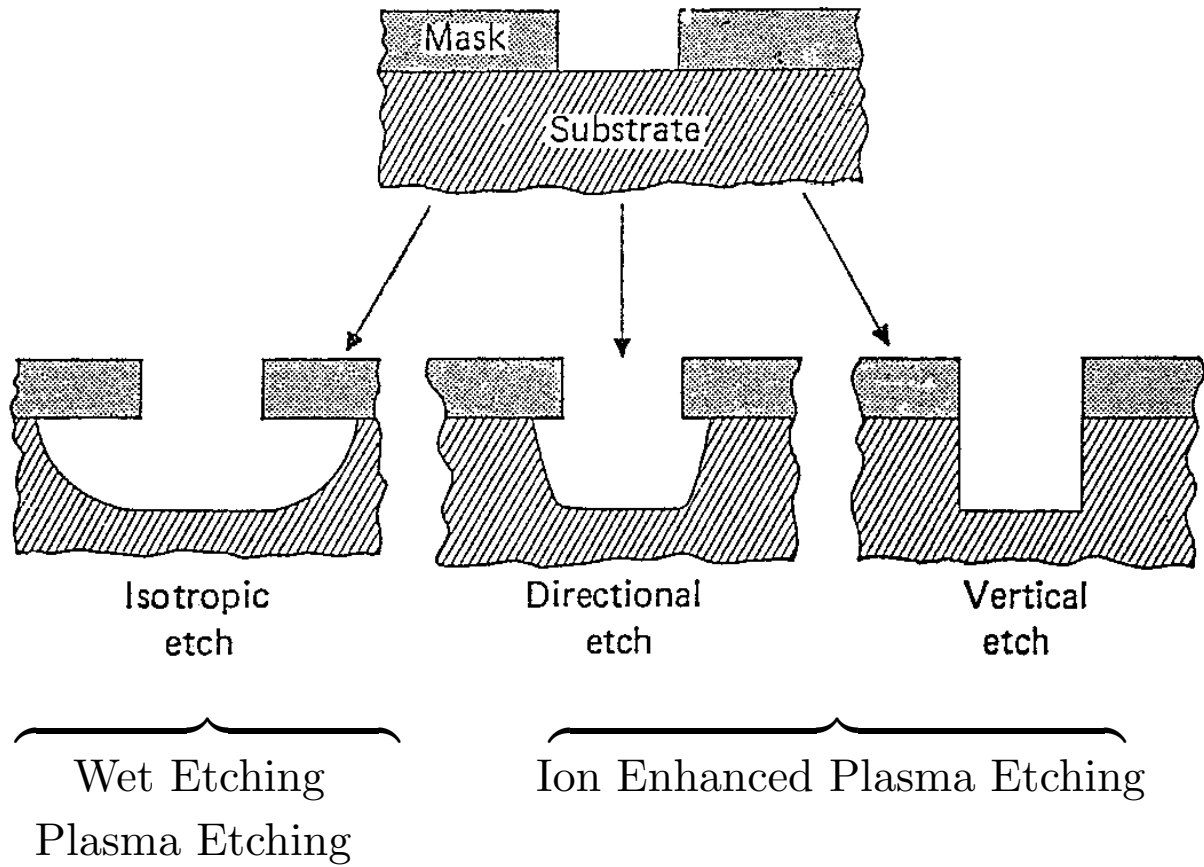 Mask
Substrate
Isotropic
etch
Directional
etch
Vertical
etch
Wet Etching
Plasma Etching
Ion Enhanced Plasma Etching